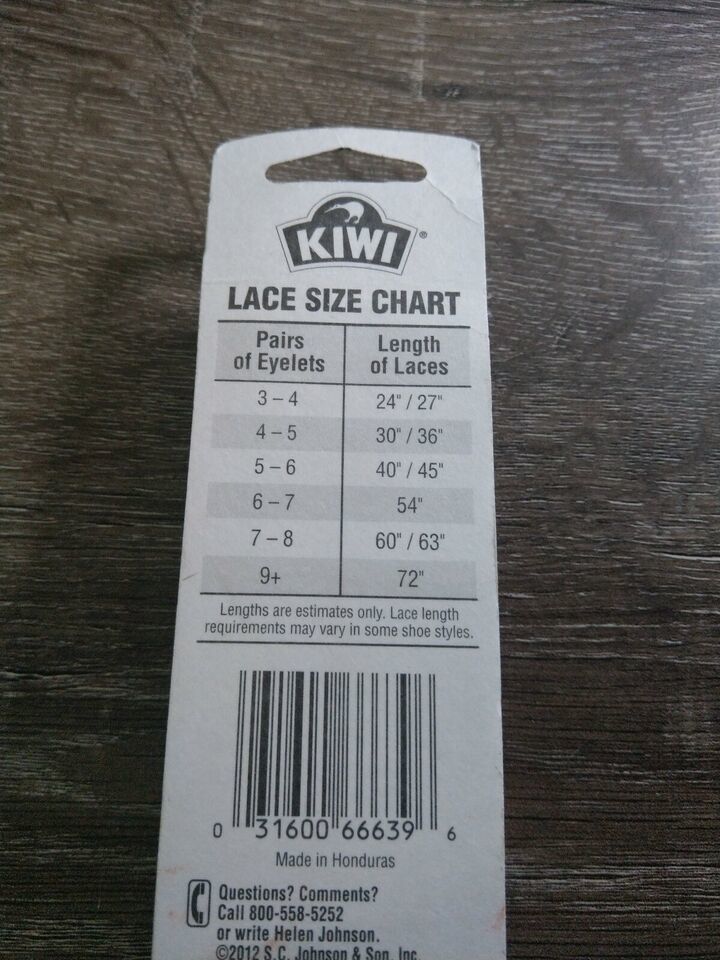 KIWI®
LACE SIZE CHART
Pairs of Eyelets Length of Laces
3 – 4 24" / 27"
4 – 5 30" / 36"
5 – 6 40" / 45"
6 – 7 54"
7 – 8 60" / 63"
9+ 72"
Lengths are estimates only. Lace length
requirements may vary in some shoe styles.
0 31600 66639 6
Made in Honduras
Questions? Comments?
Call 800-558-5252
or write Helen Johnson.
©2012 S.C. Johnson & Son, Inc.